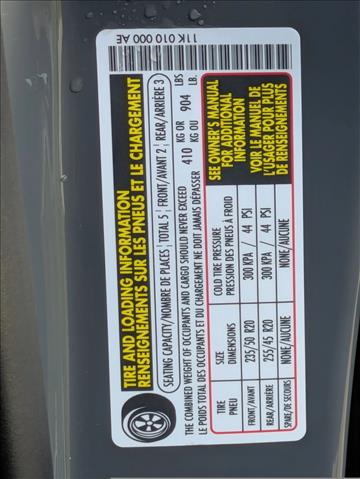 11K 010 000 AE
TIRE AND LOADING INFORMATION
RENSEIGNEMENTS SUR LES PNEUS ET LE CHARGEMENT
SEATING CAPACITY/NOMBRE DE PLACES | TOTAL 5 | FRONT/AVANT 2 | REAR/ARRIÈRE 3
THE COMBINED WEIGHT OF OCCUPANTS AND CARGO SHOULD NEVER EXCEED 410 KG OR 904 LBS
LE POIDS TOTAL DES OCCUPANTS ET DU CHARGEMENT NE DOIT JAMAIS DÉPASSER 410 KG OU 904 LB.
TIRE SIZE COLD TIRE PRESSURE
PNEU DIMENSIONS PRESSION DES PNEUS À FROID
FRONT/AVANT 235/50 R20 300 KPA / 44 PSI
REAR/ARRIÈRE 255/45 R20 300 KPA / 44 PSI
SPARE/DE SECOURS NONE/AUCUNE NONE/AUCUNE
SEE OWNER'S MANUAL
FOR ADDITIONAL
INFORMATION
VOIR LE MANUEL DE
L'USAGER POUR PLUS
DE RENSEIGNEMENTS